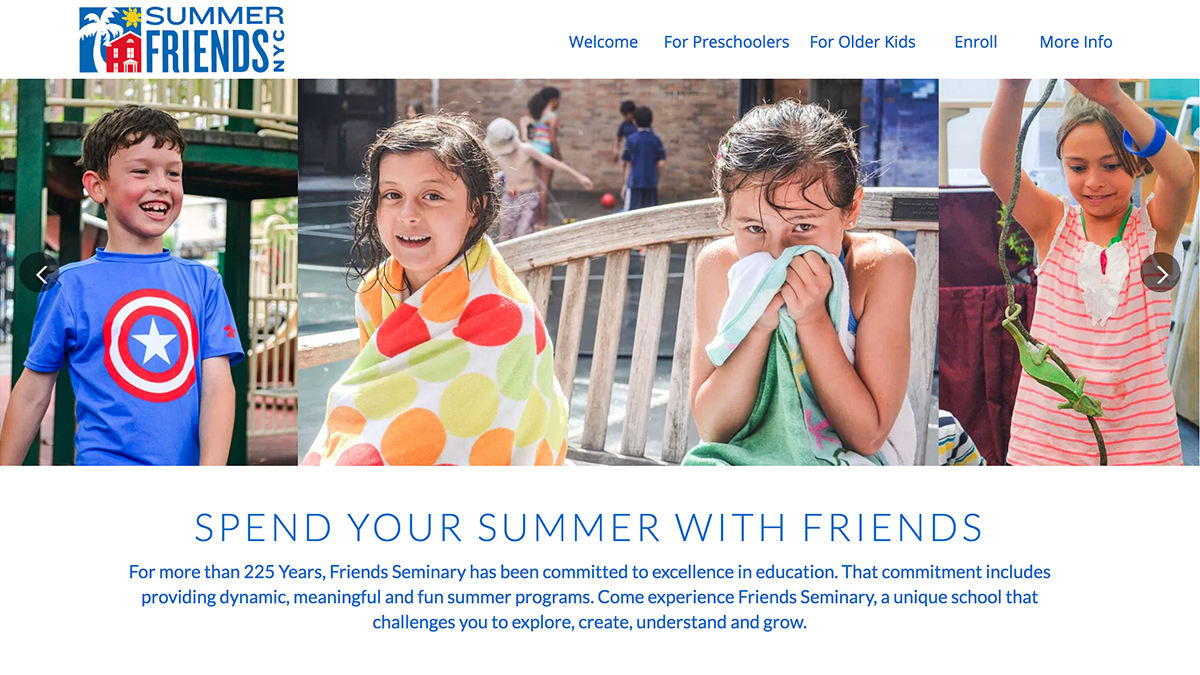 SUMMER
FRIENDS
NYC
Welcome
For Preschoolers
For Older Kids
Enroll
More Info
SPEND YOUR SUMMER WITH FRIENDS
For more than 225 Years, Friends Seminary has been committed to excellence in education. That commitment includes
providing dynamic, meaningful and fun summer programs. Come experience Friends Seminary, a unique school that
challenges you to explore, create, understand and grow.